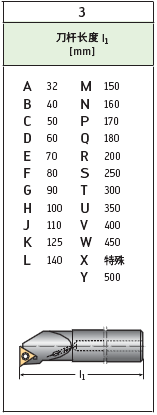 3
刀杆长度 l1
[mm]
A 32 M 150
B 40 N 160
C 50 P 170
D 60 Q 180
E 70 R 200
F 80 S 250
G 90 T 300
H 100 U 350
J 110 V 400
K 125 W 450
L 140 X 特殊
Y 500
l1